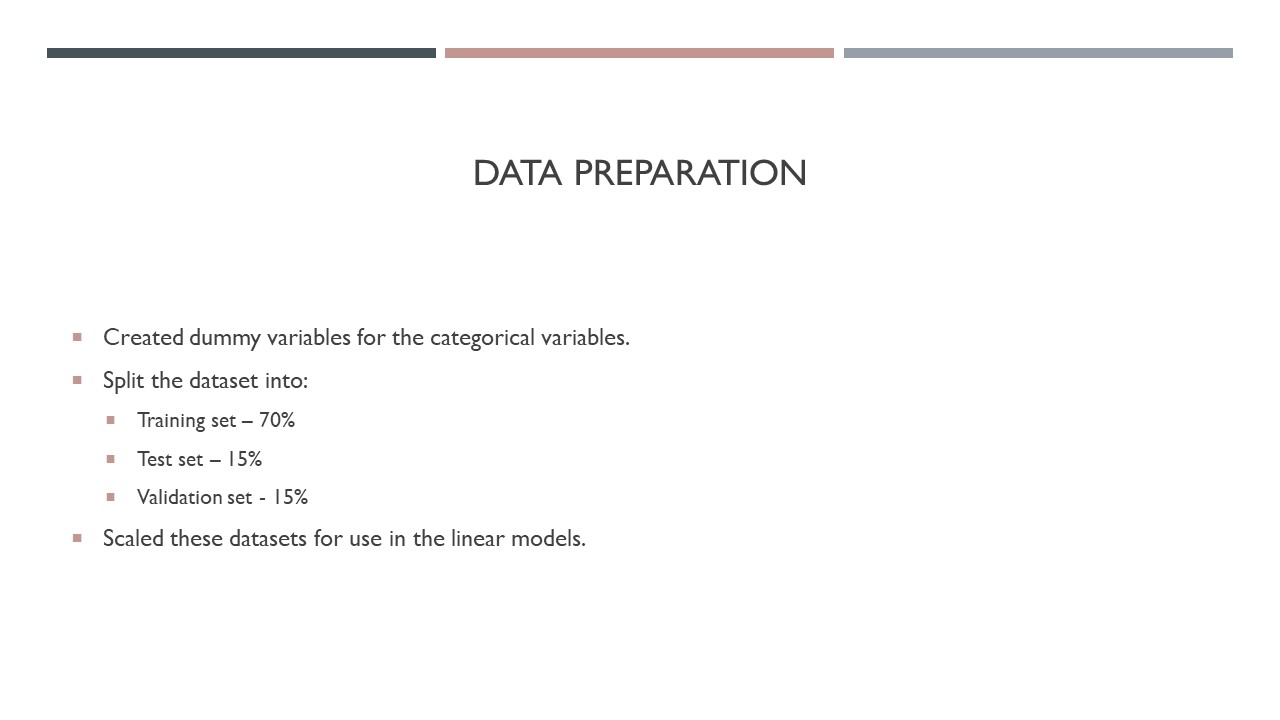 DATA PREPARATION
Created dummy variables for the categorical variables.
Split the dataset into:
Training set – 70%
Test set – 15%
Validation set - 15%
Scaled these datasets for use in the linear models.